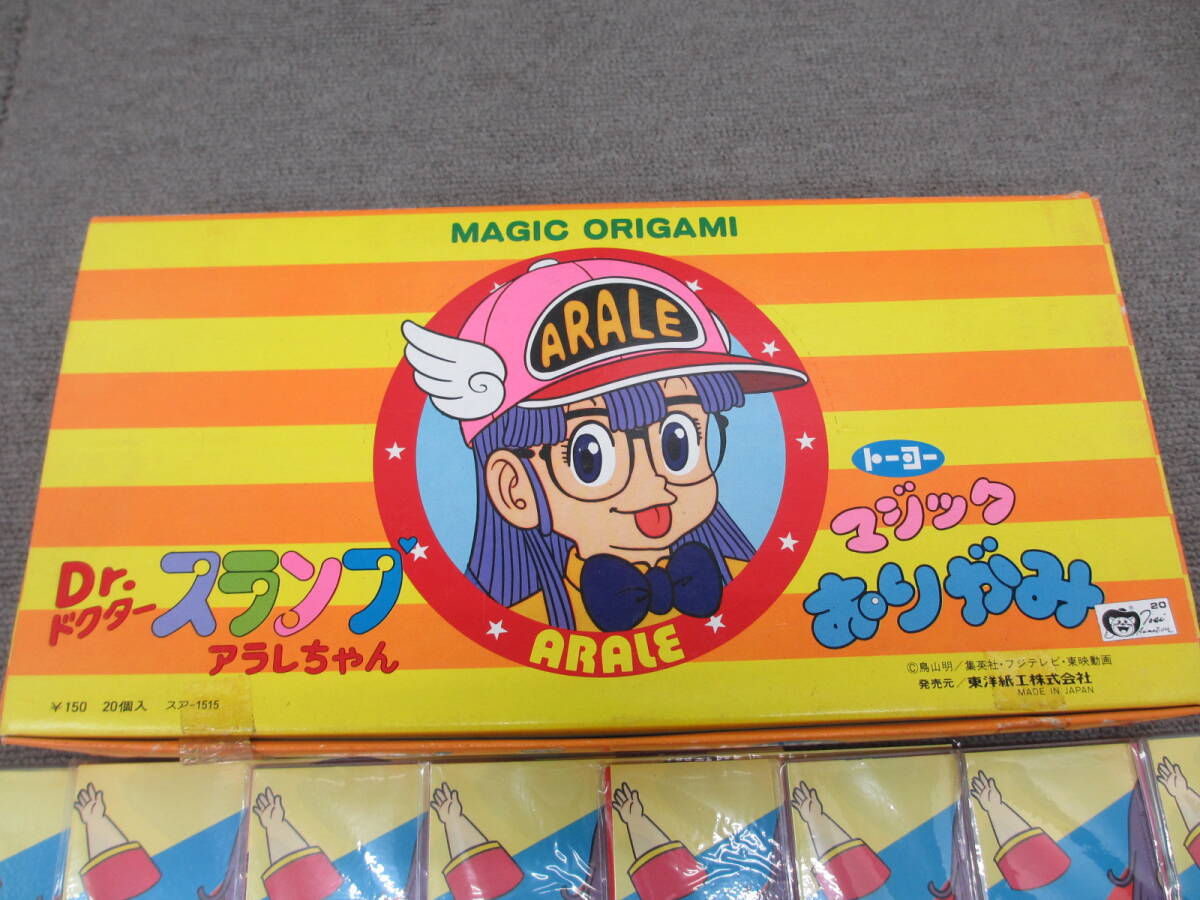 MAGIC ORIGAMI
ARALE
トーヨー
マジック
おりがみ
Dr.
ドクター
スランプ
アラレちゃん
ARALE
20
©鳥山明/集英社・フジテレビ・東映動画
発売元/東洋紙工株式会社
MADE IN JAPAN
¥150 20個入 スア-1515